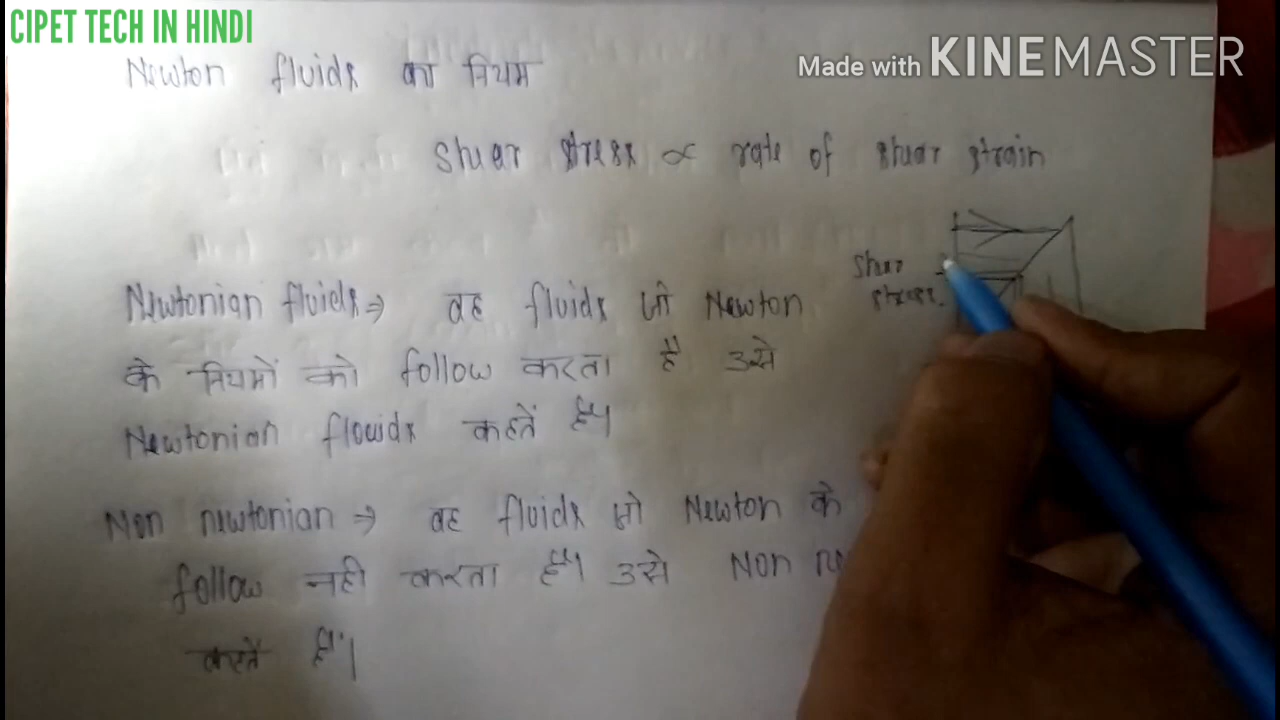 CIPET TECH IN HINDI
Made with KINEMASTER
Newton fluids का नियम
Shear stress ∝ rate of shear strain
Shear
stress
Newtonian fluids ⇒ वह fluids जो Newton
के नियमों को follow करता है उसे
Newtonian flouids कहतें हैं।
Non newtonian ⇒ वह fluids जो Newton के
follow नही करता हैं। उसे Non
हैं।